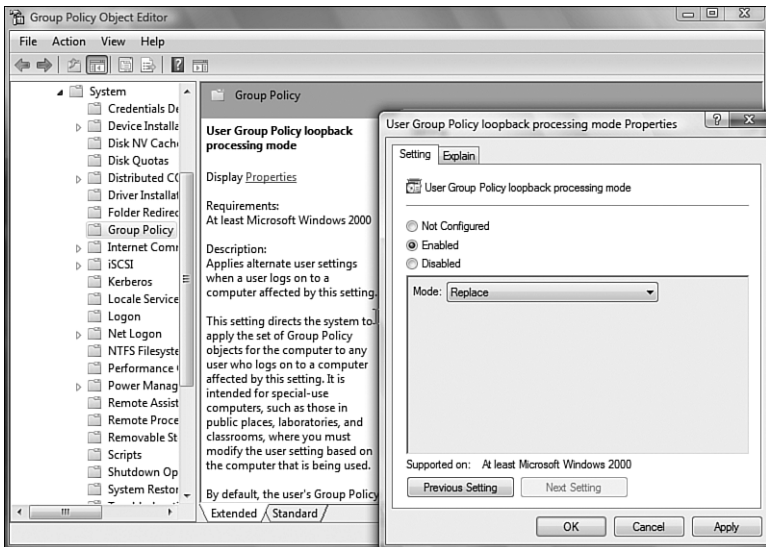 Group Policy Object Editor
File Action View Help
System
Credentials De
Device Installa
Disk NV Cach
Disk Quotas
Distributed CO
Driver Installat
Folder Redirec
Group Policy
Internet Comr
iSCSI
Kerberos
Locale Service
Logon
Net Logon
NTFS Filesyste
Performance
Power Manag
Remote Assist
Remote Proce
Removable St
Scripts
Shutdown Op
System Restor
Group Policy
User Group Policy loopback
processing mode
Display Properties
Requirements:
At least Microsoft Windows 2000
Description:
Applies alternate user settings
when a user logs on to a
computer affected by this setting.
This setting directs the system to
apply the set of Group Policy
objects for the computer to any
user who logs on to a computer
affected by this setting. It is
intended for special-use
computers, such as those in
public places, laboratories, and
classrooms, where you must
modify the user setting based on
the computer that is being used.
By default, the user's Group Policy
Extended Standard
User Group Policy loopback processing mode Properties
Setting Explain
User Group Policy loopback processing mode
Not Configured
Enabled
Disabled
Mode: Replace
Supported on: At least Microsoft Windows 2000
Previous Setting Next Setting
OK Cancel Apply